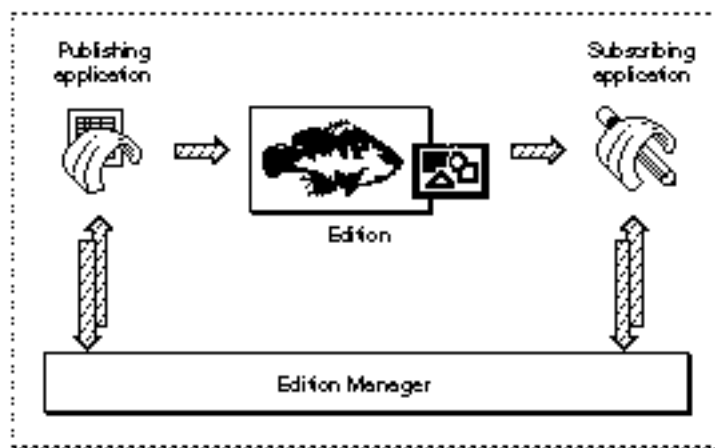 Publishing
application
Subscribing
application
Edition
Edition Manager